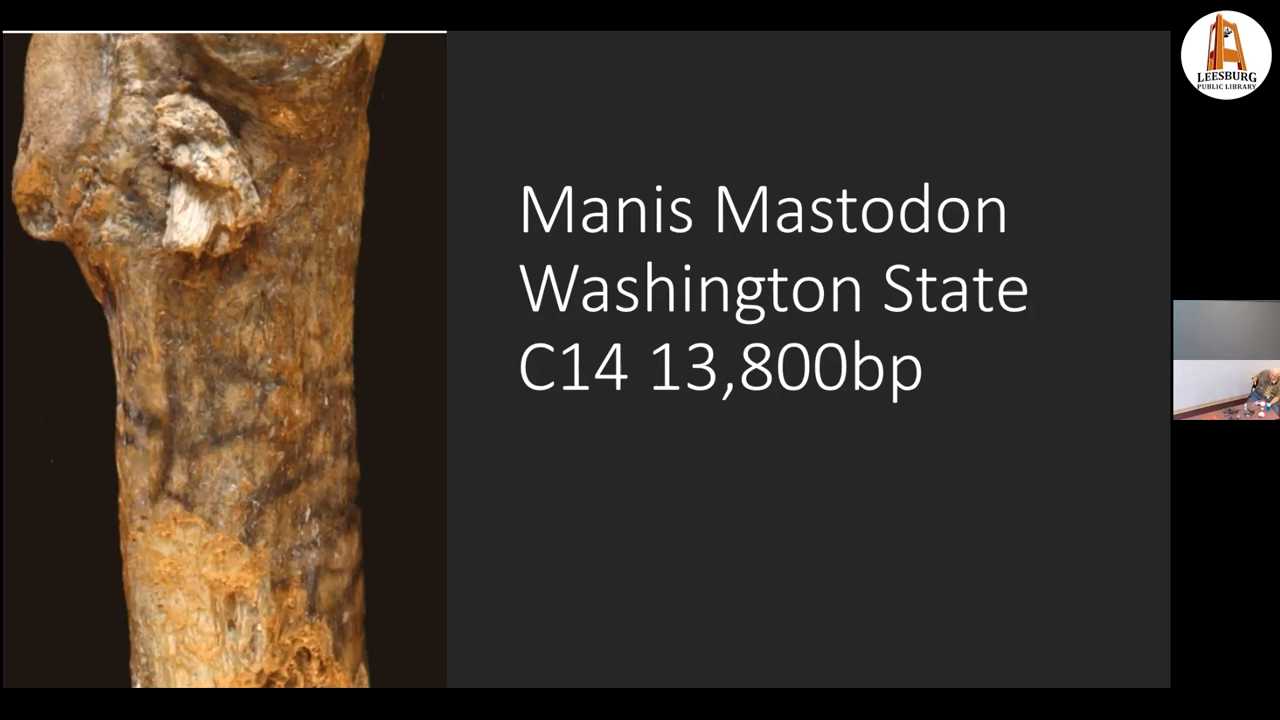 LEESBURG
PUBLIC LIBRARY
Manis Mastodon
Washington State
C14 13,800bp